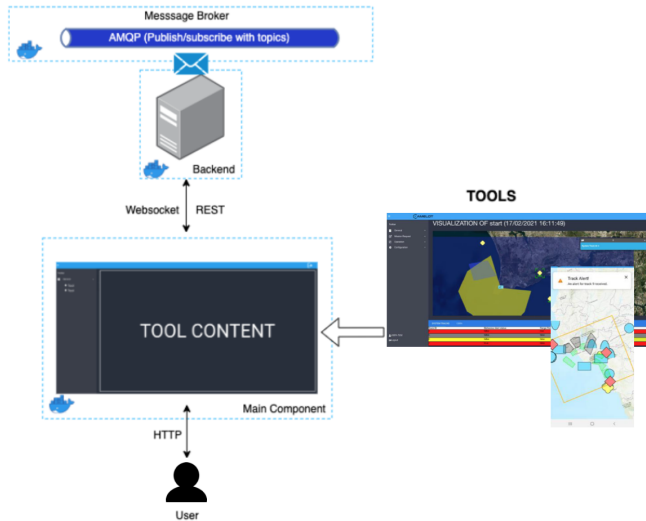 Messsage Broker
AMQP (Publish/subscribe with topics)
Backend
Websocket
REST
TOOLS
VISUALIZATION OF start (17/02/2021 16:11:49)
Track Alert!
TOOL CONTENT
Main Component
HTTP
User